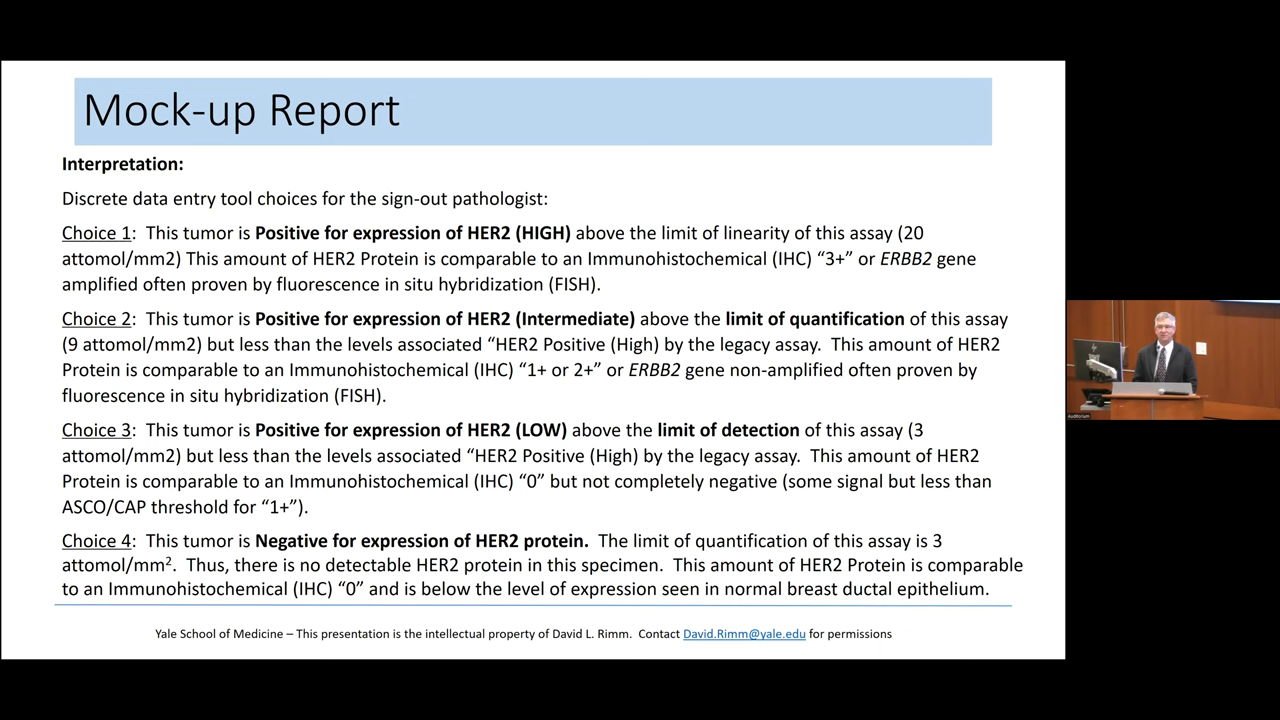 Mock-up Report
Interpretation:
Discrete data entry tool choices for the sign-out pathologist:
Choice 1:  This tumor is Positive for expression of HER2 (HIGH) above the limit of linearity of this assay (20
attomol/mm2) This amount of HER2 Protein is comparable to an Immunohistochemical (IHC) “3+” or ERBB2 gene
amplified often proven by fluorescence in situ hybridization (FISH).
Choice 2:  This tumor is Positive for expression of HER2 (Intermediate) above the limit of quantification of this assay
(9 attomol/mm2) but less than the levels associated “HER2 Positive (High) by the legacy assay.  This amount of HER2
Protein is comparable to an Immunohistochemical (IHC) “1+ or 2+” or ERBB2 gene non-amplified often proven by
fluorescence in situ hybridization (FISH).
Choice 3:  This tumor is Positive for expression of HER2 (LOW) above the limit of detection of this assay (3
attomol/mm2) but less than the levels associated “HER2 Positive (High) by the legacy assay.  This amount of HER2
Protein is comparable to an Immunohistochemical (IHC) “0” but not completely negative (some signal but less than
ASCO/CAP threshold for “1+”).
Choice 4:  This tumor is Negative for expression of HER2 protein.  The limit of quantification of this assay is 3
attomol/mm².  Thus, there is no detectable HER2 protein in this specimen.  This amount of HER2 Protein is comparable
to an Immunohistochemical (IHC) “0” and is below the level of expression seen in normal breast ductal epithelium.
Yale School of Medicine – This presentation is the intellectual property of David L. Rimm.  Contact David.Rimm@yale.edu for permissions
Auditorium